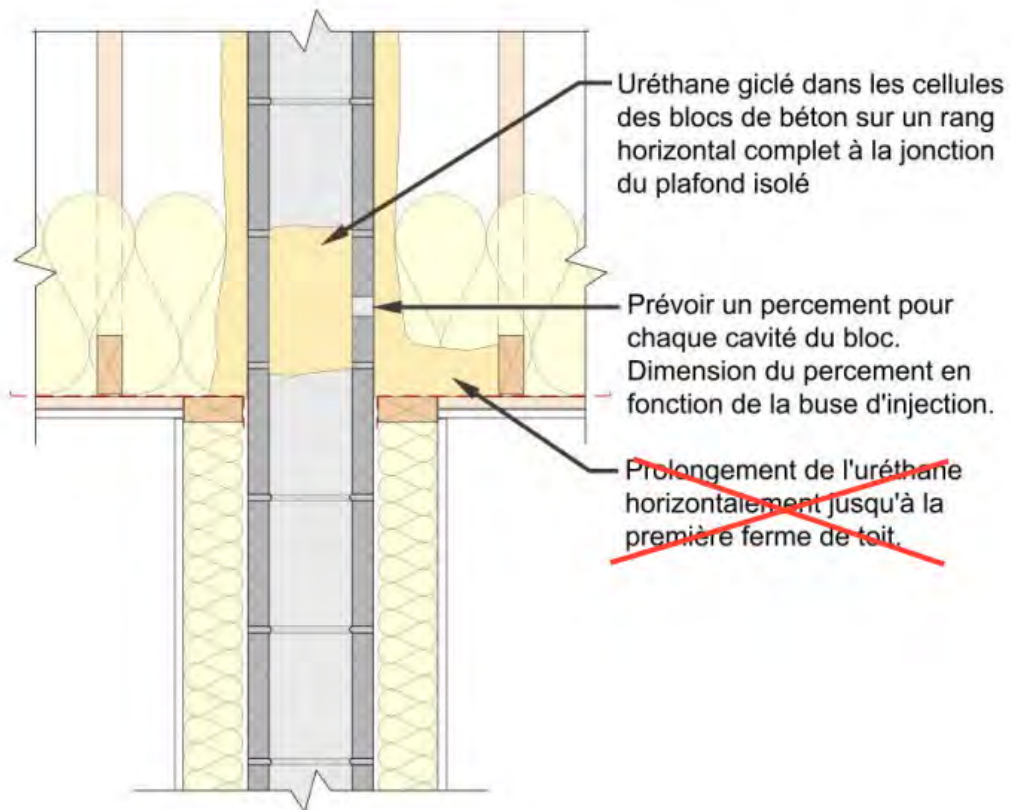 Uréthane giclé dans les cellules
des blocs de béton sur un rang
horizontal complet à la jonction
du plafond isolé
Prévoir un percement pour
chaque cavité du bloc.
Dimension du percement en
fonction de la buse d'injection.
Prolongement de l'uréthane
horizontalement jusqu'à la
première ferme de toit.